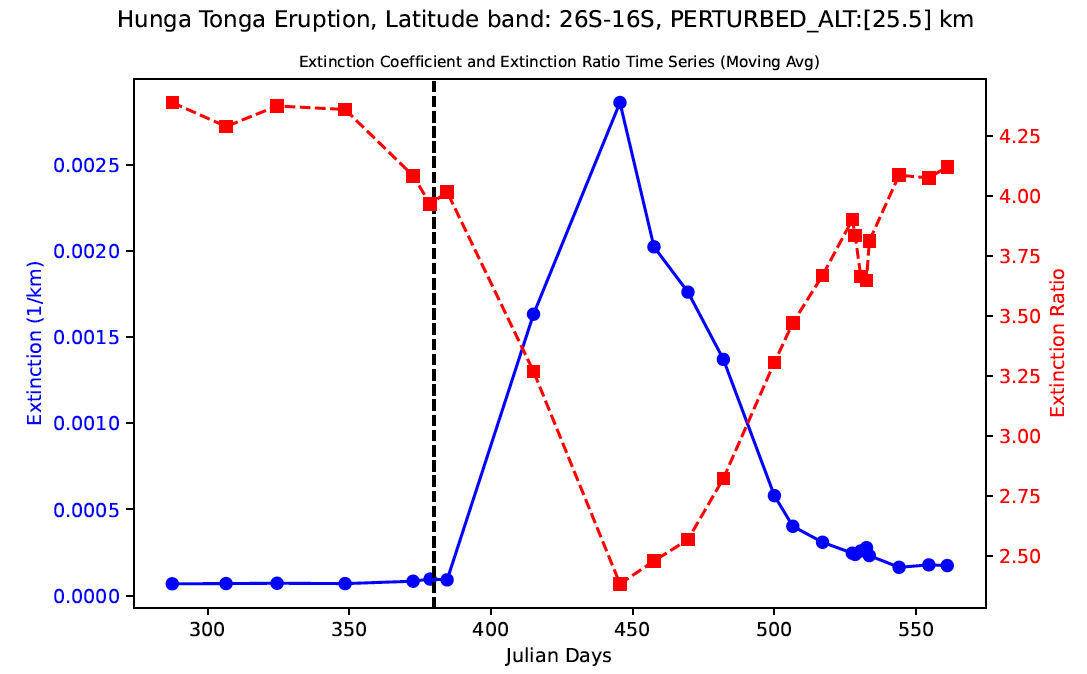 Hunga Tonga Eruption, Latitude band: 26S-16S, PERTURBED_ALT:[25.5] km
Extinction Coefficient and Extinction Ratio Time Series (Moving Avg)
Extinction (1/km)
0.0025
0.0020
0.0015
0.0010
0.0005
0.0000
4.25
4.00
3.75
3.50
3.25
3.00
2.75
2.50
Extinction Ratio
300 350 400 450 500 550
Julian Days